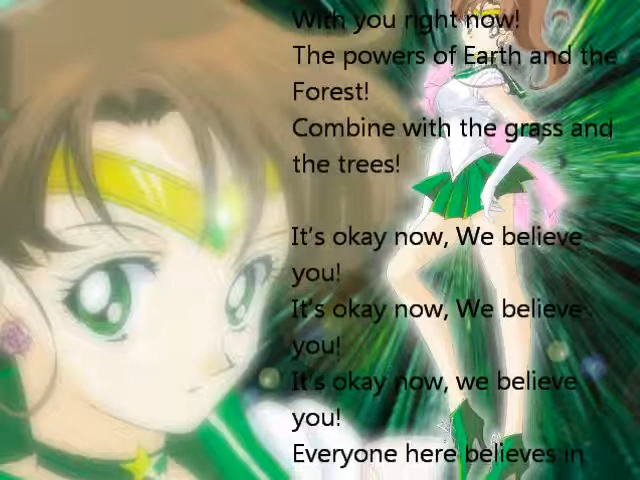 With you right now!
The powers of Earth and the
Forest!
Combine with the grass and
the trees!
It's okay now, We believe
you!
It's okay now, We believe
you!
It's okay now, we believe
you!
Everyone here believes in